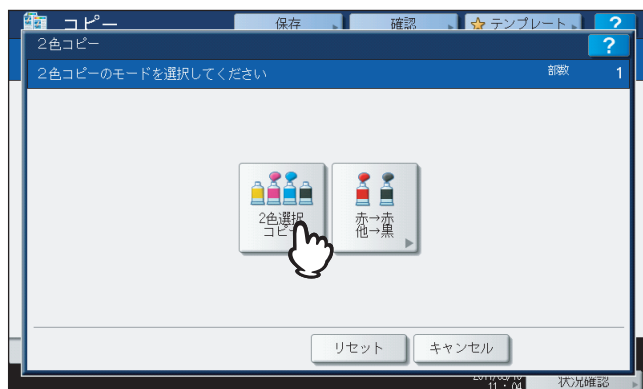 コピー
保存
確認
テンプレート
?
2色コピー
?
2色コピーのモードを選択してください
部数
1
2色選択
コピー
赤→赤
他→黒
リセット
キャンセル
11:04
状況確認